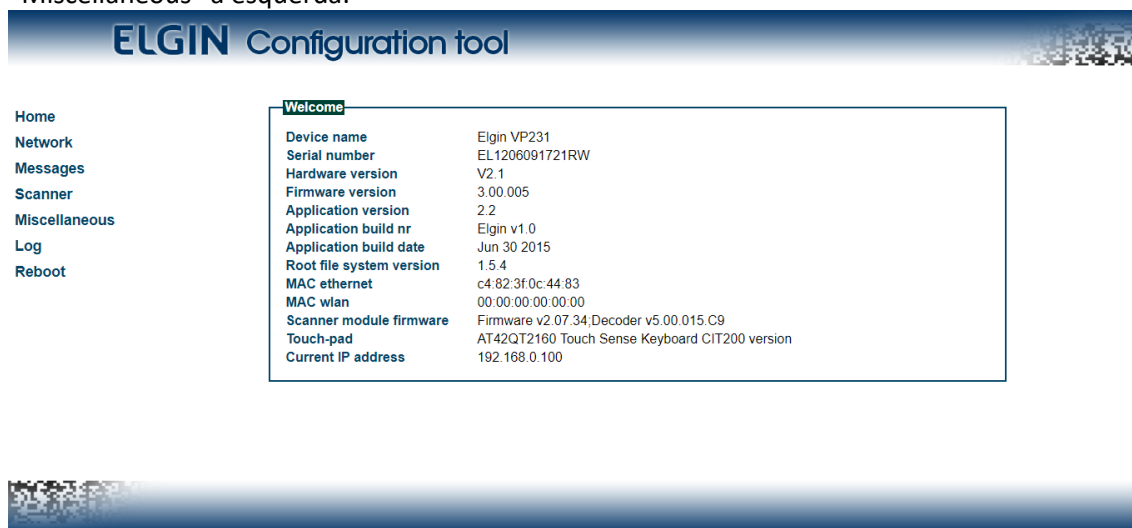 "Miscellaneous" à esquerda.
ELGIN Configuration tool
Home
Network
Messages
Scanner
Miscellaneous
Log
Reboot
Welcome
Device name Elgin VP231
Serial number EL1206091721RW
Hardware version V2.1
Firmware version 3.00.005
Application version 2.2
Application build nr Elgin v1.0
Application build date Jun 30 2015
Root file system version 1.5.4
MAC ethernet c4:82:3f:0c:44:83
MAC wlan 00:00:00:00:00:00
Scanner module firmware Firmware v2.07.34;Decoder v5.00.015.C9
Touch-pad AT42QT2160 Touch Sense Keyboard CIT200 version
Current IP address 192.168.0.100